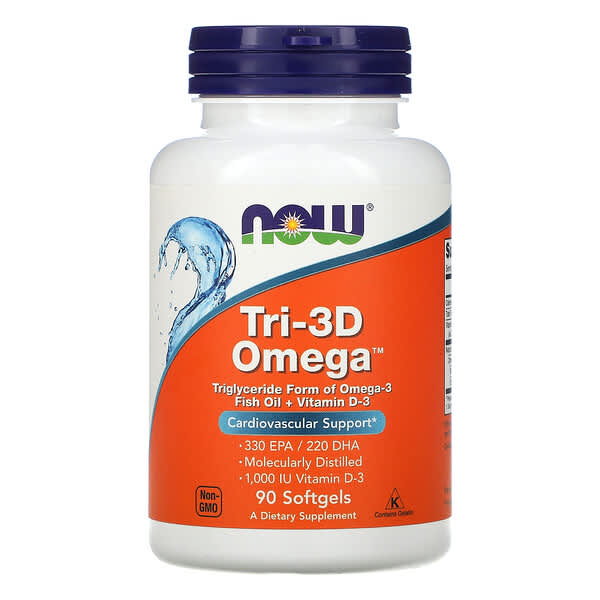 NOW®
Tri-3D
Omega™
Triglyceride Form of Omega-3
Fish Oil + Vitamin D-3
Cardiovascular Support*
• 330 EPA / 220 DHA
• Molecularly Distilled
• 1,000 IU Vitamin D-3
90 Softgels
A Dietary Supplement
Non-
GMO
K
Contains Gelatin